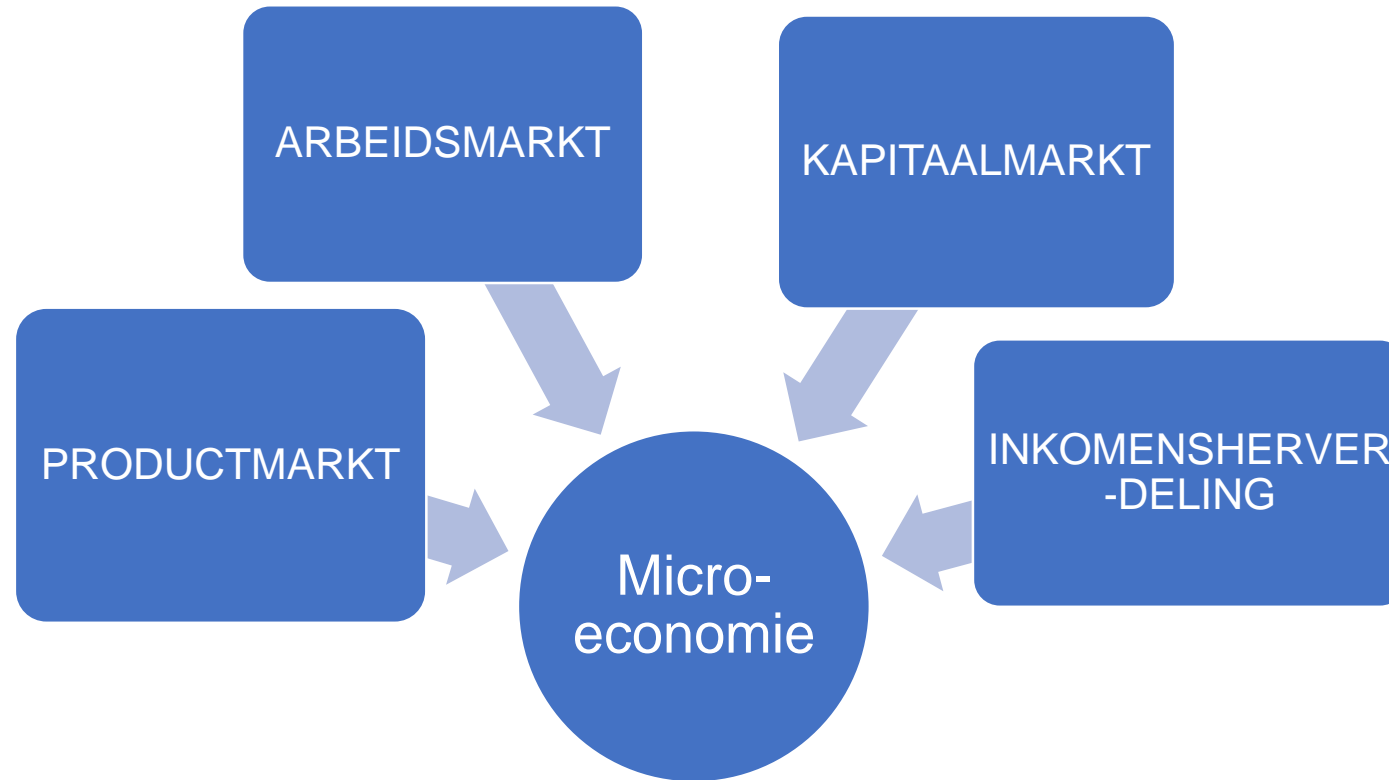 ARBEIDSMARKT
KAPITAALMARKT
PRODUCTMARKT
INKOMENSHERVER
-DELING
Micro-
economie